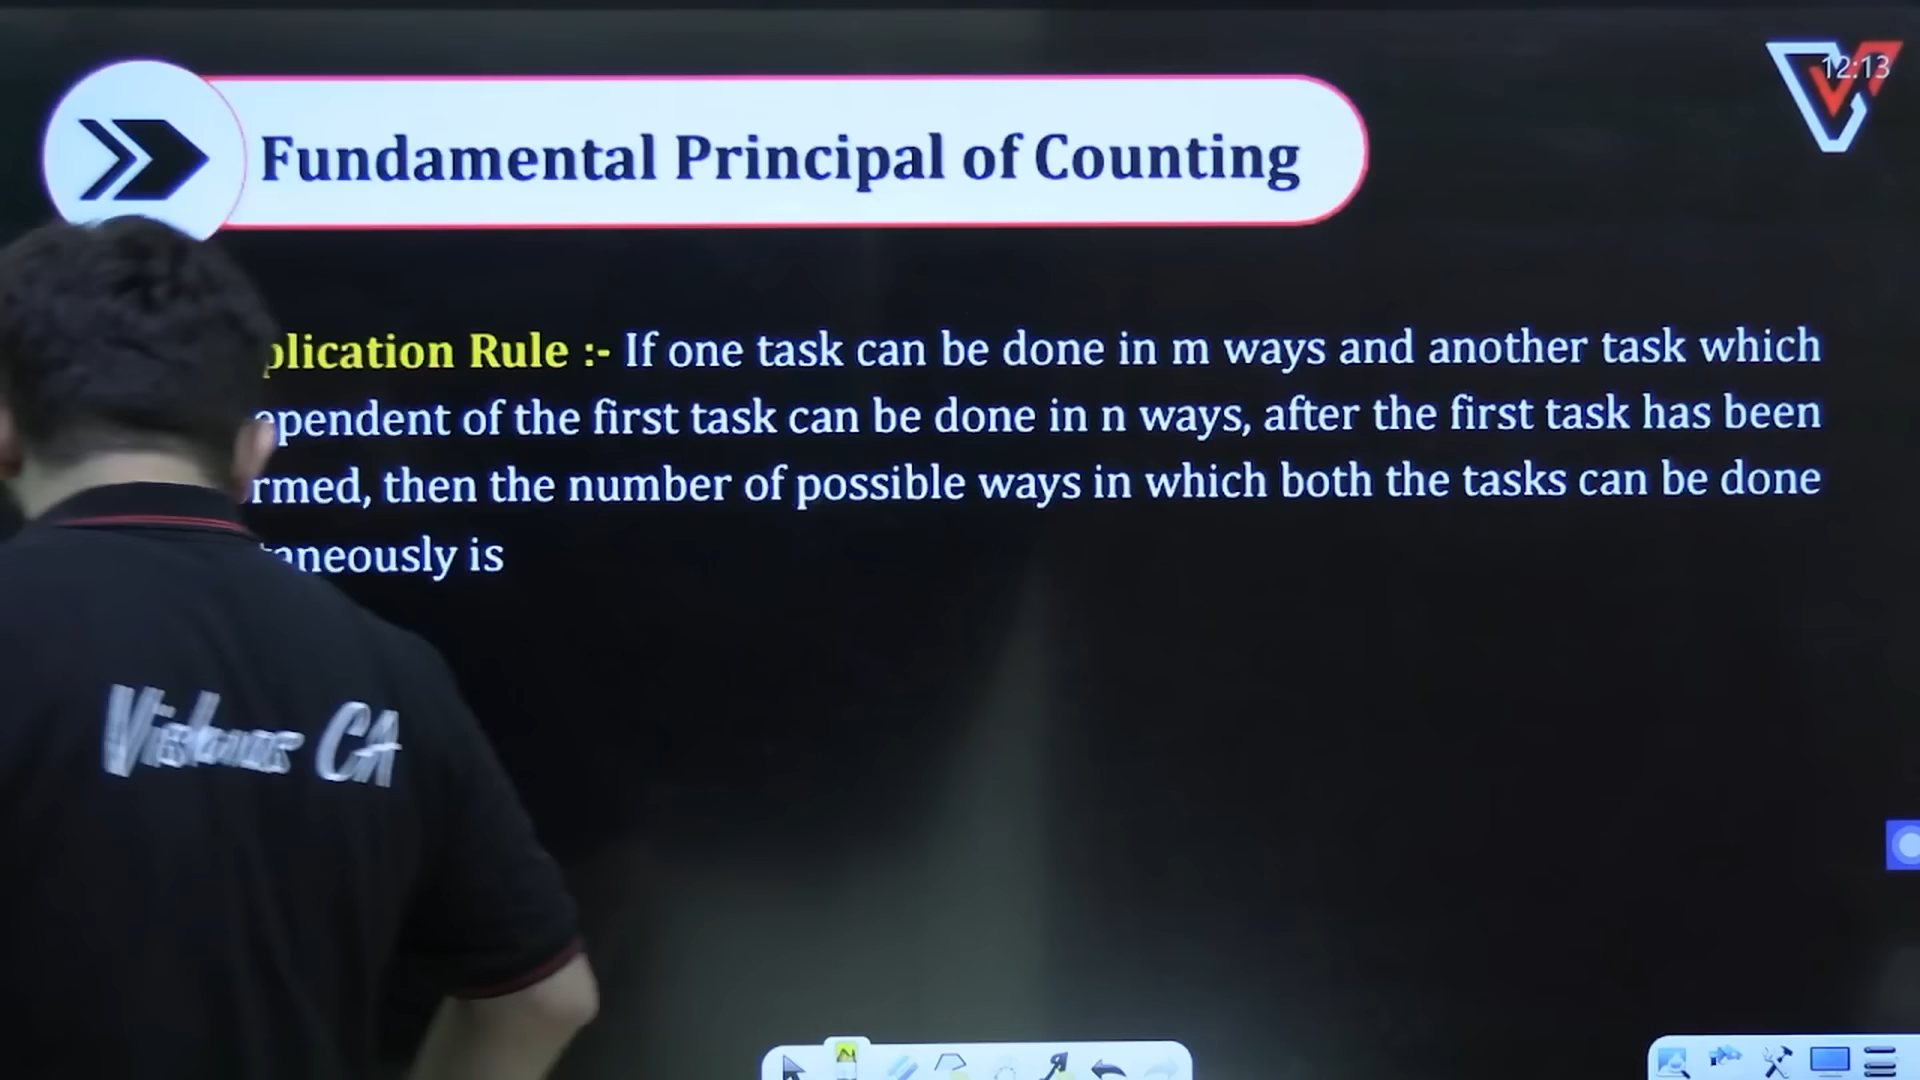 12:13
Fundamental Principal of Counting
plication Rule :- If one task can be done in m ways and another task which
ependent of the first task can be done in n ways, after the first task has been
rmed, then the number of possible ways in which both the tasks can be done
aneously is
CA